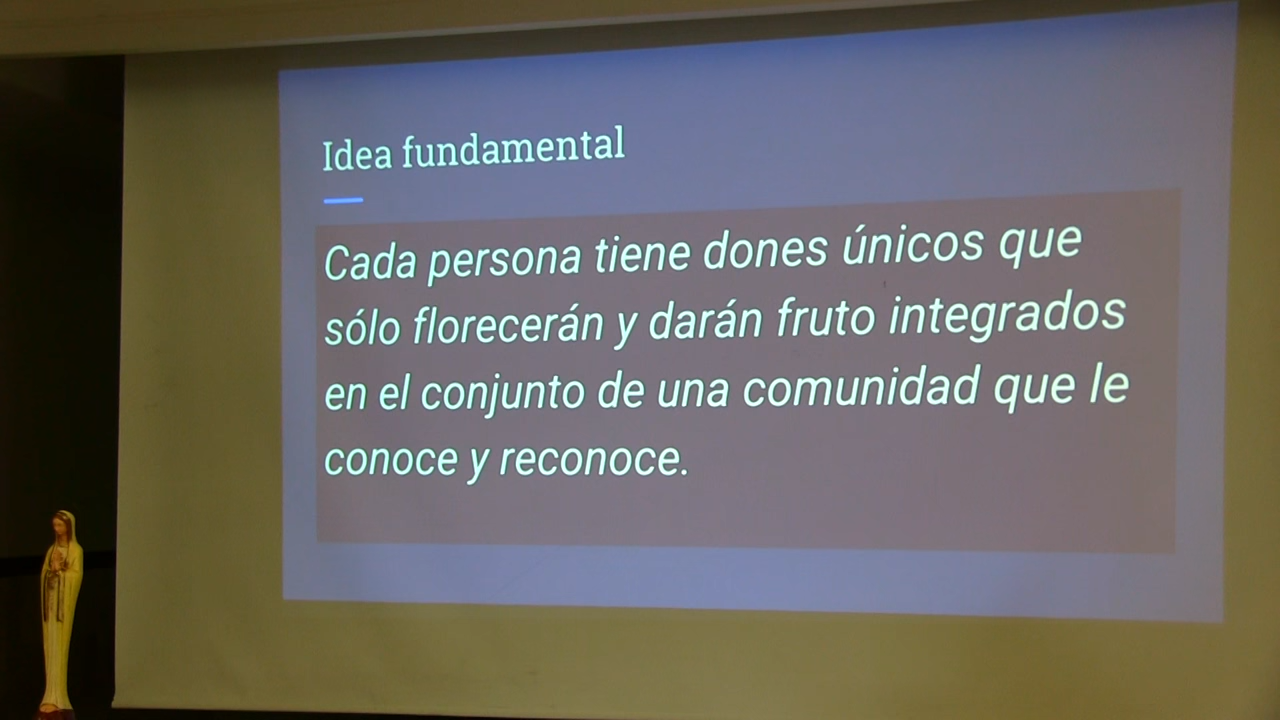 Idea fundamental
Cada persona tiene dones únicos que
sólo florecerán y darán fruto integrados
en el conjunto de una comunidad que le
conoce y reconoce.